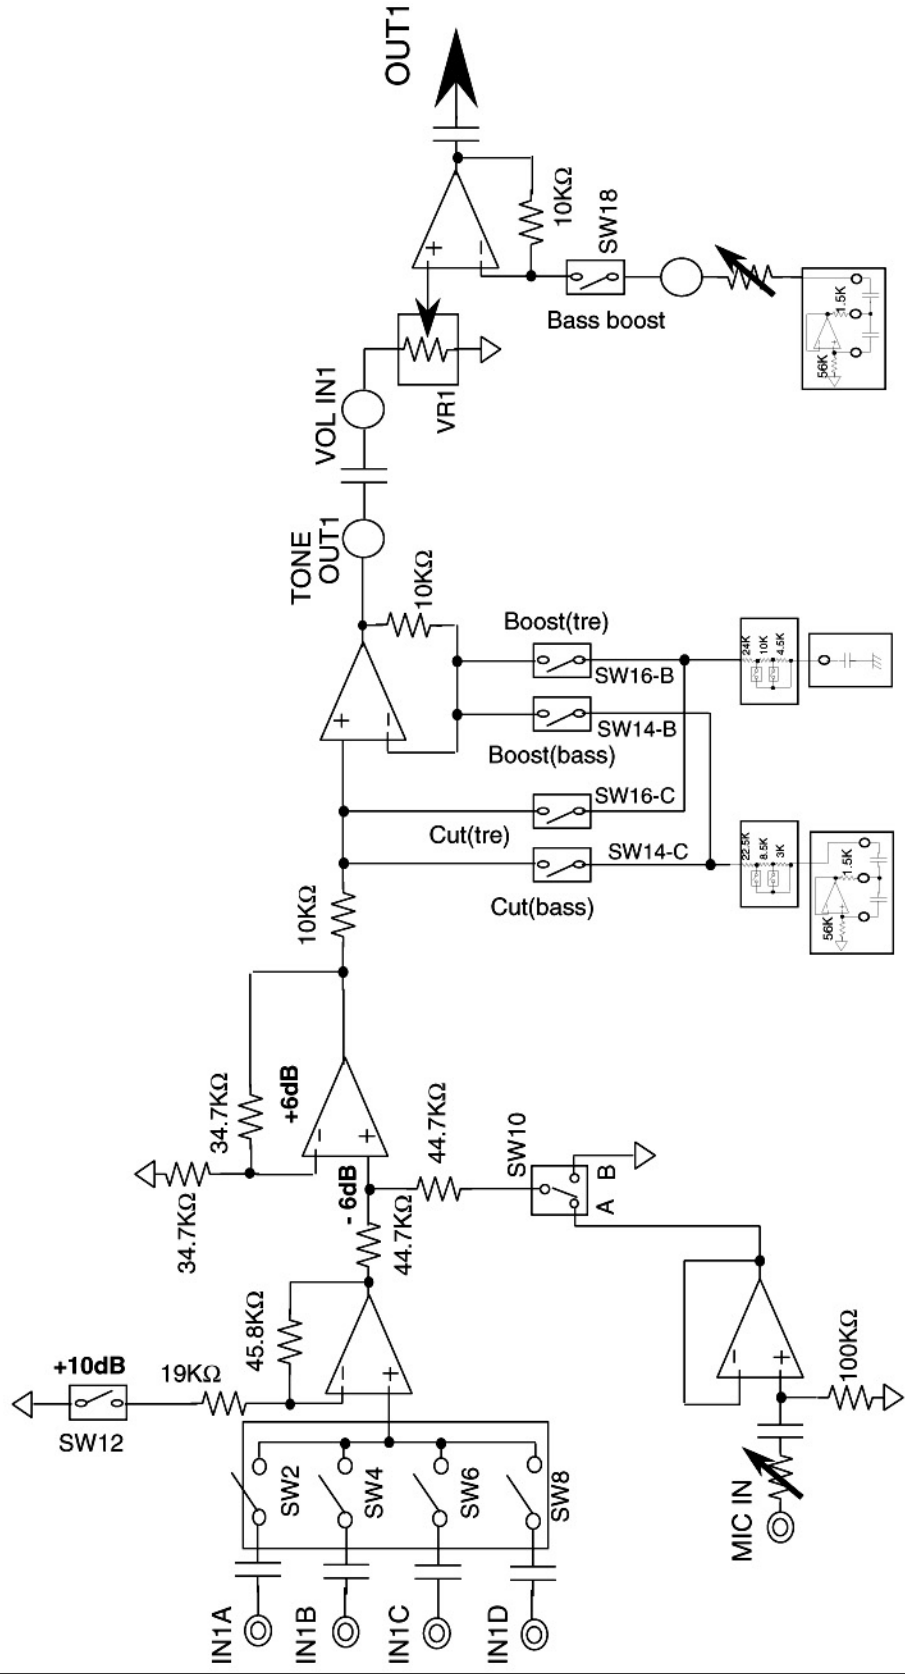 IN1A
IN1B
IN1C
IN1D
SW2
SW4
SW6
SW8
MIC IN
100KΩ
+
-
SW12
+10dB
19KΩ
45.8KΩ
-
+
- 6dB
44.7KΩ
44.7KΩ
SW10
A
B
34.7KΩ
34.7KΩ
+6dB
-
+
10KΩ
Cut(bass)
SW14-C
Cut(tre)
SW16-C
Boost(bass)
SW14-B
Boost(tre)
SW16-B
22.5K
8.5K
3K
56K
1.5K
24K
10K
4.5K
+
-
10KΩ
TONE
OUT1
VOL IN1
VR1
+
-
10KΩ
SW18
Bass boost
56K
1.5K
OUT1